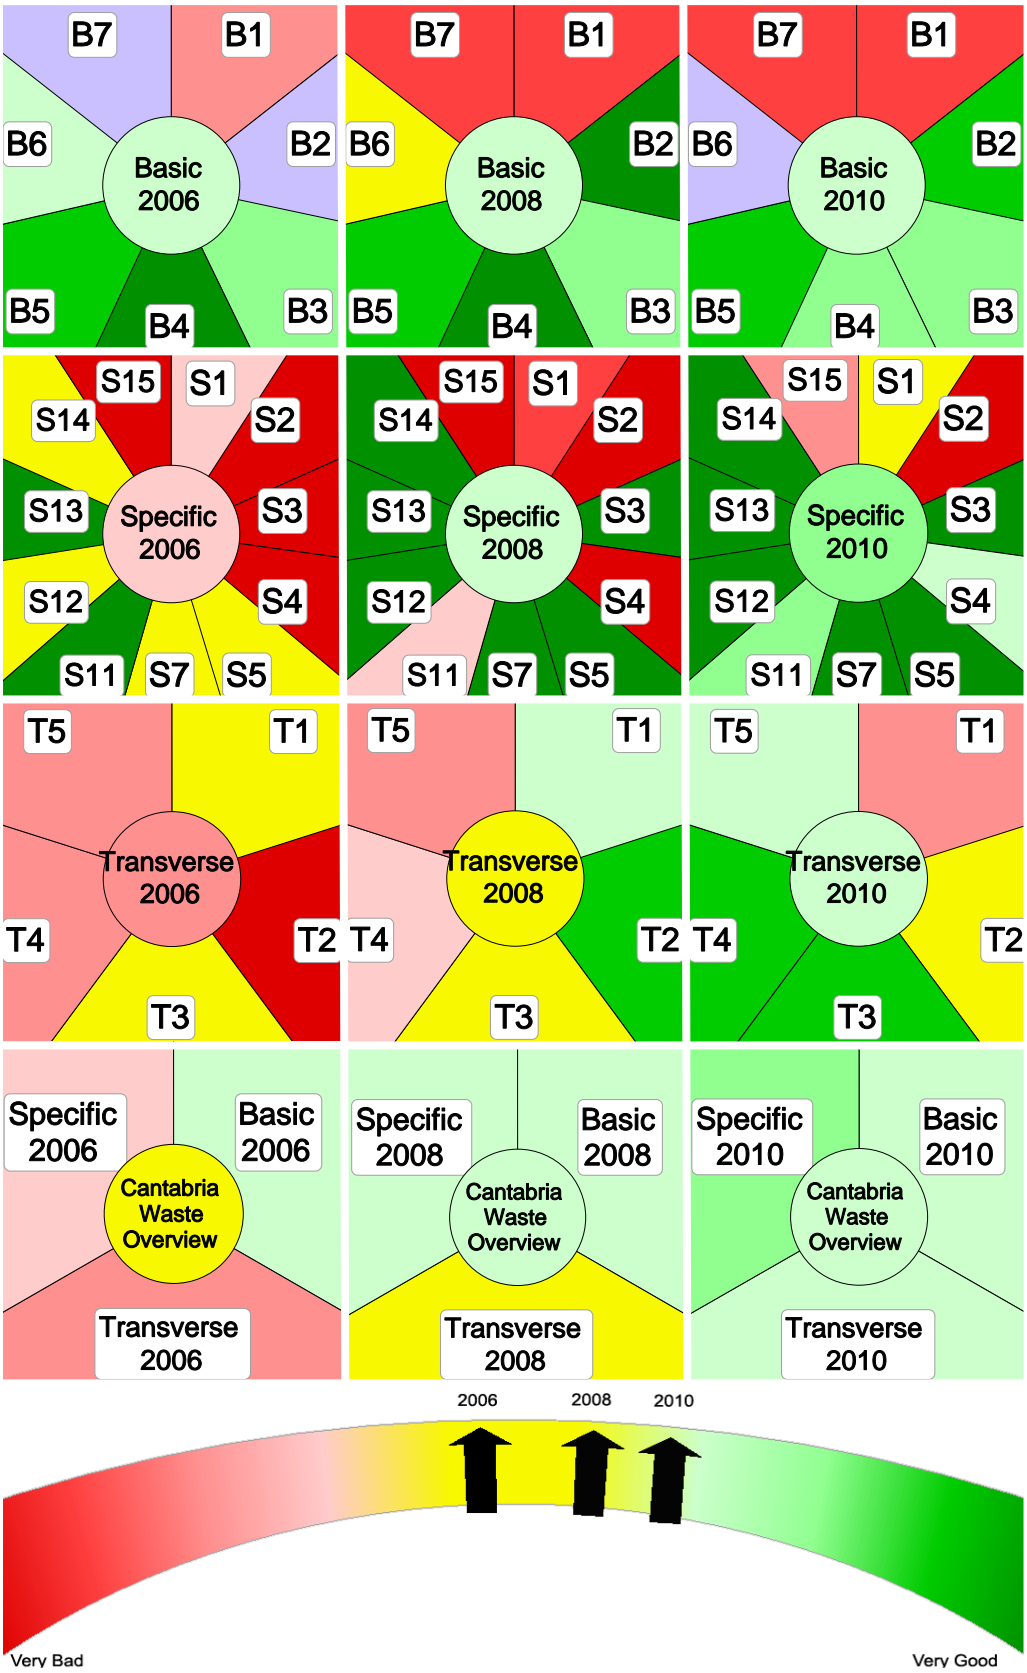 B7
B1
B6
B2
Basic
2006
B5
B4
B3
B7
B1
B6
B2
Basic
2008
B5
B4
B3
B7
B1
B6
B2
Basic
2010
B5
B4
B3
S15
S1
S14
S2
S13
S3
Specific
2006
S12
S4
S11
S7
S5
S15
S1
S14
S2
S13
S3
Specific
2008
S12
S4
S11
S7
S5
S15
S1
S14
S2
S13
S3
Specific
2010
S12
S4
S11
S7
S5
T5
T1
Transverse
2006
T4
T2
T3
T5
T1
Transverse
2008
T4
T2
T3
T5
T1
Transverse
2010
T4
T2
T3
Specific
2006
Basic
2006
Cantabria
Waste
Overview
Transverse
2006
Specific
2008
Basic
2008
Cantabria
Waste
Overview
Transverse
2008
Specific
2010
Basic
2010
Cantabria
Waste
Overview
Transverse
2010
2006
2008
2010
Very Bad
Very Good